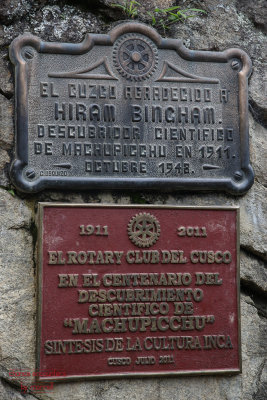 EL CUZCO AGRADECIDO A
HIRAM BINGHAM.
DESCUBRIDOR CIENTIFICO
DE MACHUPICCHU EN 1911.
OCTUBRE 1948.
1911 2011
EL ROTARY CLUB DEL CUSCO
EN EL CENTENARIO DEL
DESCUBRIMIENTO
CIENTIFICO DE
"MACHUPICCHU"
SINTESIS DE LA CULTURA INCA
CUSCO JULIO 2011